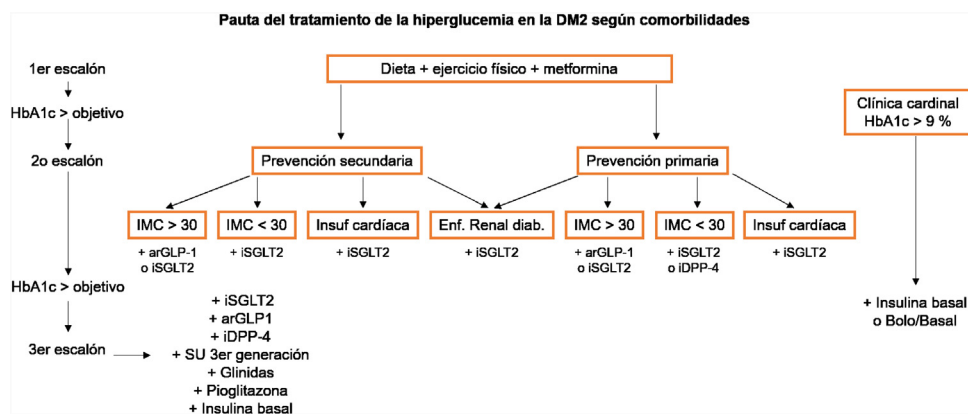 Pauta del tratamiento de la hiperglucemia en la DM2 según comorbilidades
1er escalón
Dieta + ejercicio físico + metformina
HbA1c > objetivo
Clínica cardinal
HbA1c > 9 %
2o escalón
Prevención secundaria
Prevención primaria
IMC > 30
IMC < 30
Insuf cardíaca
Enf. Renal diab.
IMC > 30
IMC < 30
Insuf cardíaca
+ arGLP-1
o iSGLT2
+ iSGLT2
+ iSGLT2
+ iSGLT2
+ arGLP-1
o iSGLT2
+ iSGLT2
o iDPP-4
+ iSGLT2
HbA1c > objetivo
+ Insulina basal
o Bolo/Basal
3er escalón
+ iSGLT2
+ arGLP1
+ iDPP-4
+ SU 3er generación
+ Glinidas
+ Pioglitazona
+ Insulina basal